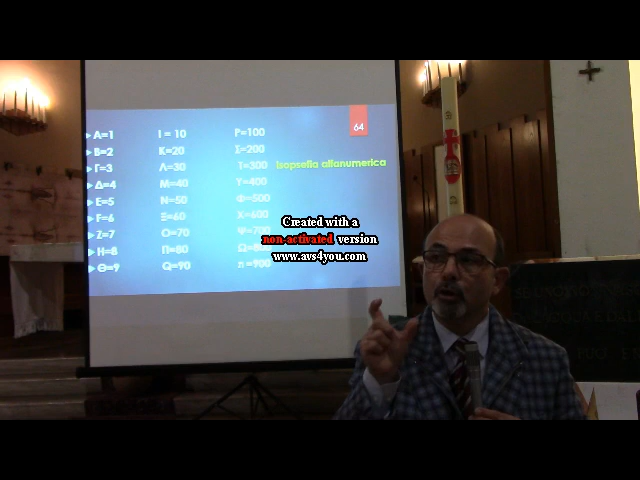 64
Α=1 Ι = 10 Ρ=100
Β=2 Κ=20 Σ=200
Γ=3 Λ=30 Τ=300 Isopsefia alfanumerica
Δ=4 Μ=40 Υ=400
Ε=5 Ν=50 Φ=500
Ϝ=6 Ξ=60 Χ=600
Ζ=7 Ο=70 Ψ=700
Η=8 Π=80 Ω=800
Θ=9 Q=90 =900
Created with a
non-activated version
www.avs4you.com